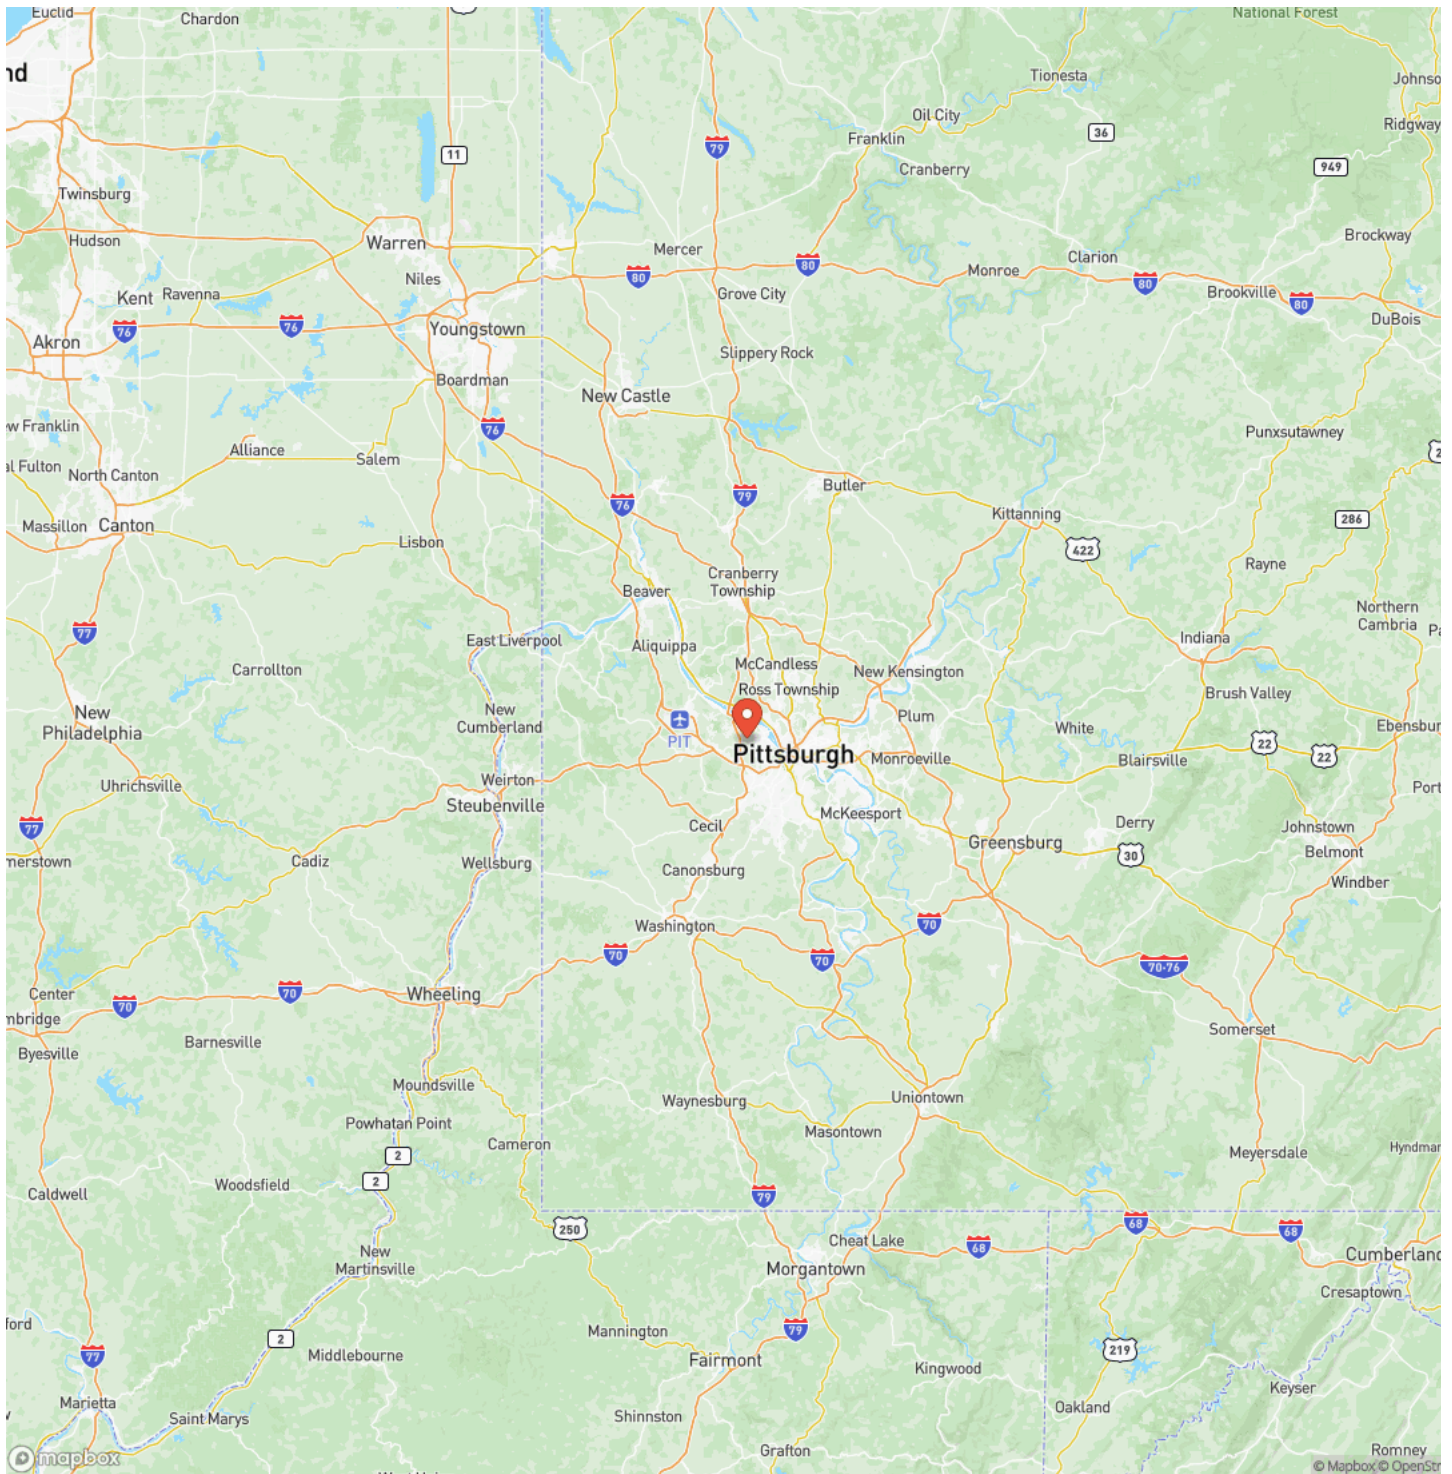 Euclid
Chardon
National Forest
nd
Tionesta
Johnso
Oil City
Franklin
36
Ridgway
79
11
Cranberry
949
Twinsburg
Hudson
Warren
Mercer
Brockway
Clarion
80
80
Monroe
80
Niles
Kent
Ravenna
Grove City
Brookville
80
DuBois
76
76
Youngstown
Akron
Slippery Rock
Boardman
New Castle
w Franklin
76
Punxsutawney
Alliance
Salem
2
al Fulton
North Canton
Butler
79
76
Kittanning
286
Massillon
Canton
Lisbon
422
Rayne
Cranberry
Township
Beaver
Northern
Cambria
77
East Liverpool
Aliquippa
Indiana
Pa
Carrollton
McCandless
New Kensington
Ross Township
Brush Valley
New
Philadelphia
New
Cumberland
Plum
White
Ebensbur
PIT
22
22
Pittsburgh
Monroeville
Blairsville
Uhrichsville
Weirton
Steubenville
Port
McKeesport
77
Cecil
Derry
Johnstown
Greensburg
30
Belmont
merstown
Cadiz
Wellsburg
Canonsburg
Windber
Washington
70
70
70
70-76
Center
70
70
Wheeling
mbridge
Somerset
Byesville
Barnesville
Moundsville
Waynesburg
Uniontown
Powhatan Point
Masontown
Cameron
Meyersdale
Hyndmar
2
2
Woodsfield
Caldwell
79
250
68
68
Cheat Lake
68
New
Martinsville
Morgantown
Cumberland
Cresaptown
ford
2
Mannington
79
77
Middlebourne
Fairmont
219
Kingwood
Keyser
Marietta
Saint Marys
Shinnston
Oakland
Grafton
Romney
mapbox
© Mapbox © OpenStr